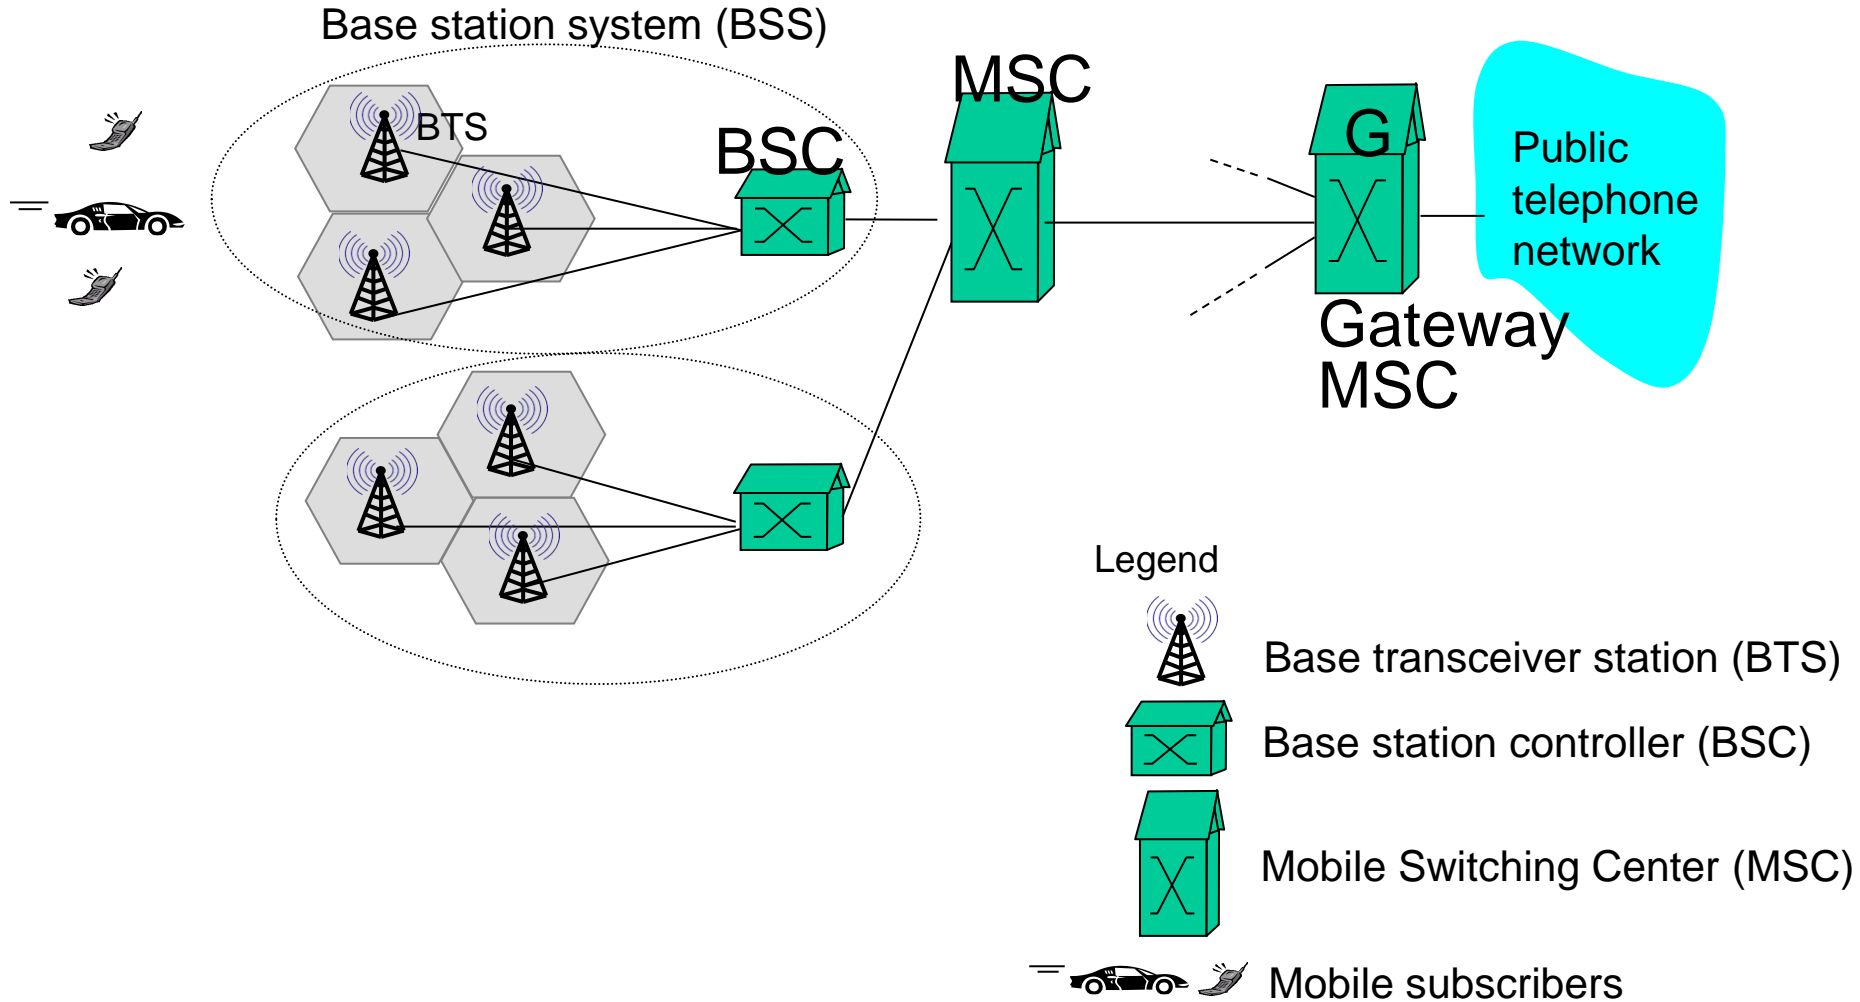 Base station system (BSS)
MSC
BTS
BSC
G
Public
telephone
network
Gateway
MSC
Legend
Base transceiver station (BTS)
Base station controller (BSC)
Mobile Switching Center (MSC)
Mobile subscribers